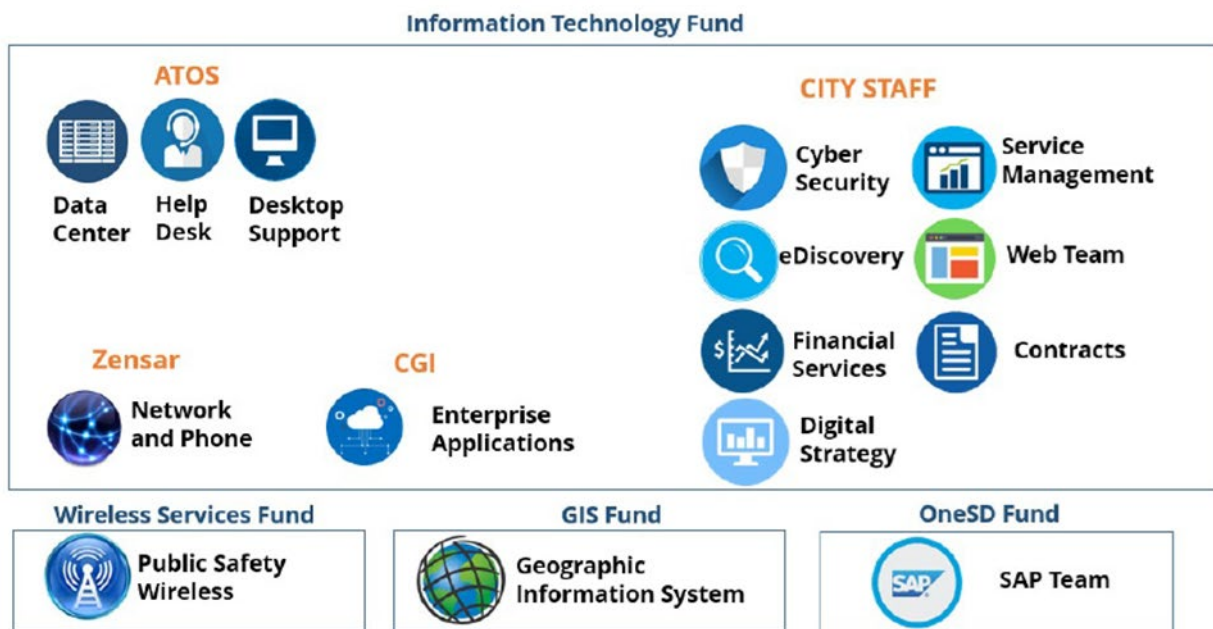 Information Technology Fund
ATOS
Data
Center
Help
Desk
Desktop
Support
Zensar
Network
and Phone
CGI
Enterprise
Applications
CITY STAFF
Cyber
Security
Service
Management
eDiscovery
Web Team
$
Financial
Services
Contracts
Digital
Strategy
Wireless Services Fund
Public Safety
Wireless
GIS Fund
Geographic
Information System
OneSD Fund
SAP
SAP Team